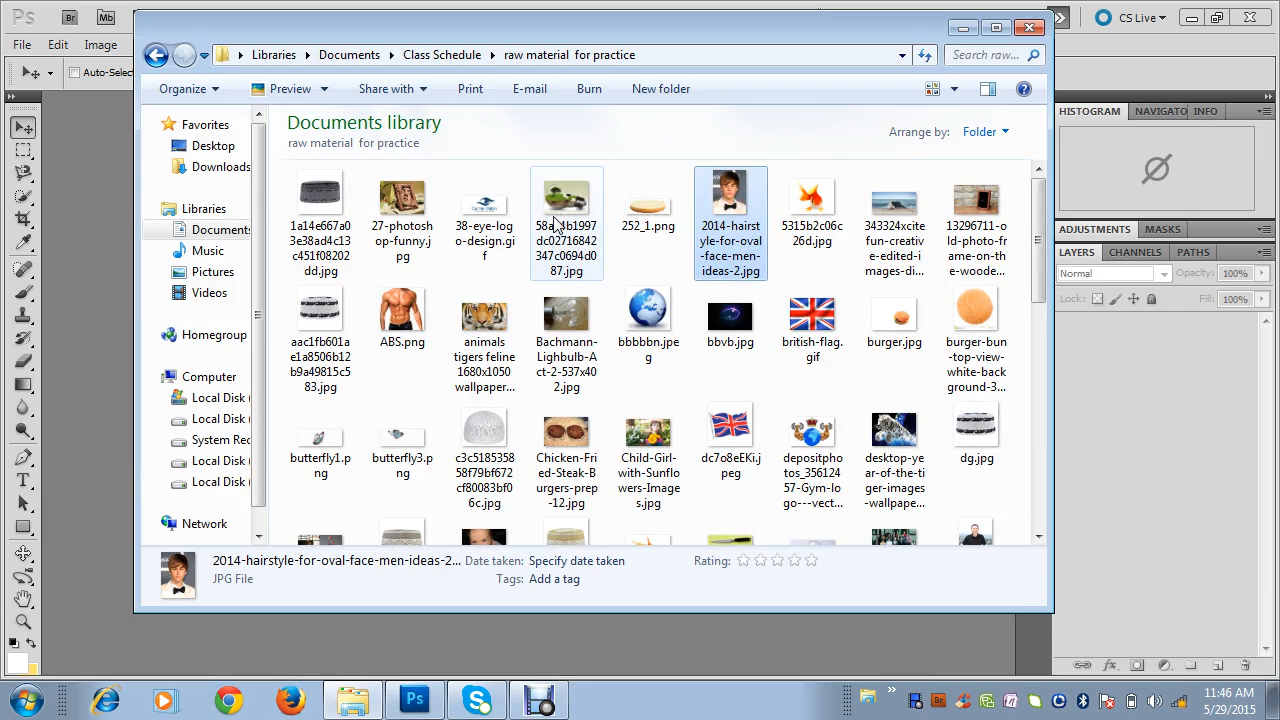 Ps Br Mb CS Live
File Edit Image
Auto-Selec
Libraries Documents Class Schedule raw material for practice
Search raw...
Organize Preview Share with Print E-mail Burn New folder
Documents library
raw material for practice
Arrange by: Folder
Favorites
Desktop
Downloads
Libraries
Documents
Music
Pictures
Videos
Homegroup
Computer
Local Disk (
Local Disk (
System Rec
Local Disk (
Local Disk (
Network
1a14e667a0
3e38ad4c13
c451f08202
dd.jpg
27-photosh
op-funny.j
pg
38-eye-log
o-design.gi
f
dc02716842
347c0694d0
87.jpg
252_1.png
2014-hairst
yle-for-oval
-face-men-
ideas-2.jpg
5315b2c06c
26d.jpg
343324xcite
fun-creativ
e-edited-i
mages-di...
13296711-o
ld-photo-fra
me-on-th
e-woode...
aac1fb601a
e1a8506b12
b9a49815c5
83.jpg
ABS.png
animals
tigers feline
1680x1050
wallpaper...
Bachmann-
Lighbulb-A
ct-2-537x40
2.jpg
bbbbbn.jpe
g
bbvb.jpg
british-flag.
gif
burger.jpg
burger-bun
-top-view-
white-back
ground-3...
butterfly1.p
ng
butterfly3.p
ng
c3c5185358
58f79bf672
cf80083bf0
6c.jpg
Chicken-Fri
ed-Steak-B
urgers-prep
-12.jpg
Child-Girl-
with-Sunflo
wers-Image
s.jpg
dc7o8eEKi.j
peg
depositpho
tos_356124
57-Gym-lo
go---vect...
desktop-ye
ar-of-the-ti
ger-images
-wallpape...
dg.jpg
2014-hairstyle-for-oval-face-men-ideas-2... Date taken: Specify date taken Rating:
JPG File Tags: Add a tag
HISTOGRAM NAVIGATO INFO
ADJUSTMENTS MASKS
LAYERS CHANNELS PATHS
Normal Opacity: 100%
Lock: Fill: 100%
Ps
11:46 AM
5/29/2015